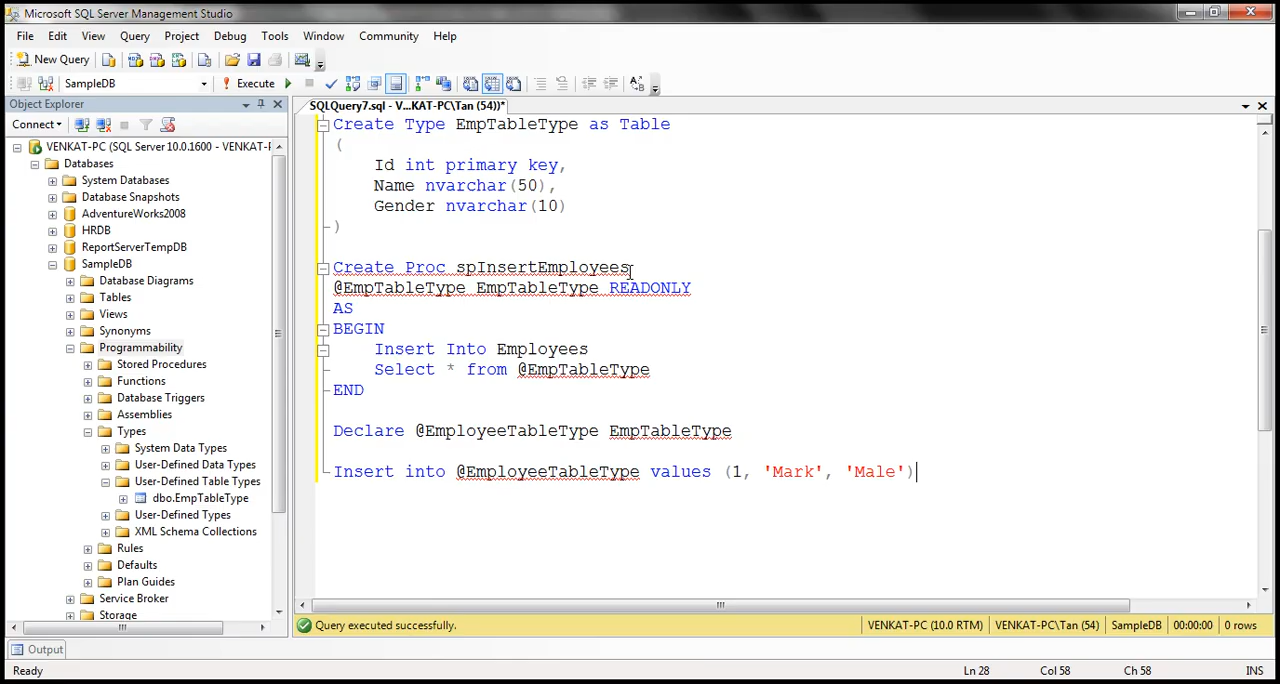 Microsoft SQL Server Management Studio
File Edit View Query Project Debug Tools Window Community Help
New Query
SampleDB Execute
Object Explorer
SQLQuery7.sql - V...KAT-PC\Tan (54))*
Connect
VENKAT-PC (SQL Server 10.0.1600 - VENKAT-F
Databases
System Databases
Database Snapshots
AdventureWorks2008
HRDB
ReportServerTempDB
SampleDB
Database Diagrams
Tables
Views
Synonyms
Programmability
Stored Procedures
Functions
Database Triggers
Assemblies
Types
System Data Types
User-Defined Data Types
User-Defined Table Types
dbo.EmpTableType
User-Defined Types
XML Schema Collections
Rules
Defaults
Plan Guides
Service Broker
Storage
Create Type EmpTableType as Table
(
Id int primary key,
Name nvarchar(50),
Gender nvarchar(10)
)
Create Proc spInsertEmployees
@EmpTableType EmpTableType READONLY
AS
BEGIN
Insert Into Employees
Select * from @EmpTableType
END
Declare @EmployeeTableType EmpTableType
Insert into @EmployeeTableType values (1, 'Mark', 'Male')
Query executed successfully. VENKAT-PC (10.0 RTM) VENKAT-PC\Tan (54) SampleDB 00:00:00 0 rows
Output
Ready Ln 28 Col 58 Ch 58 INS